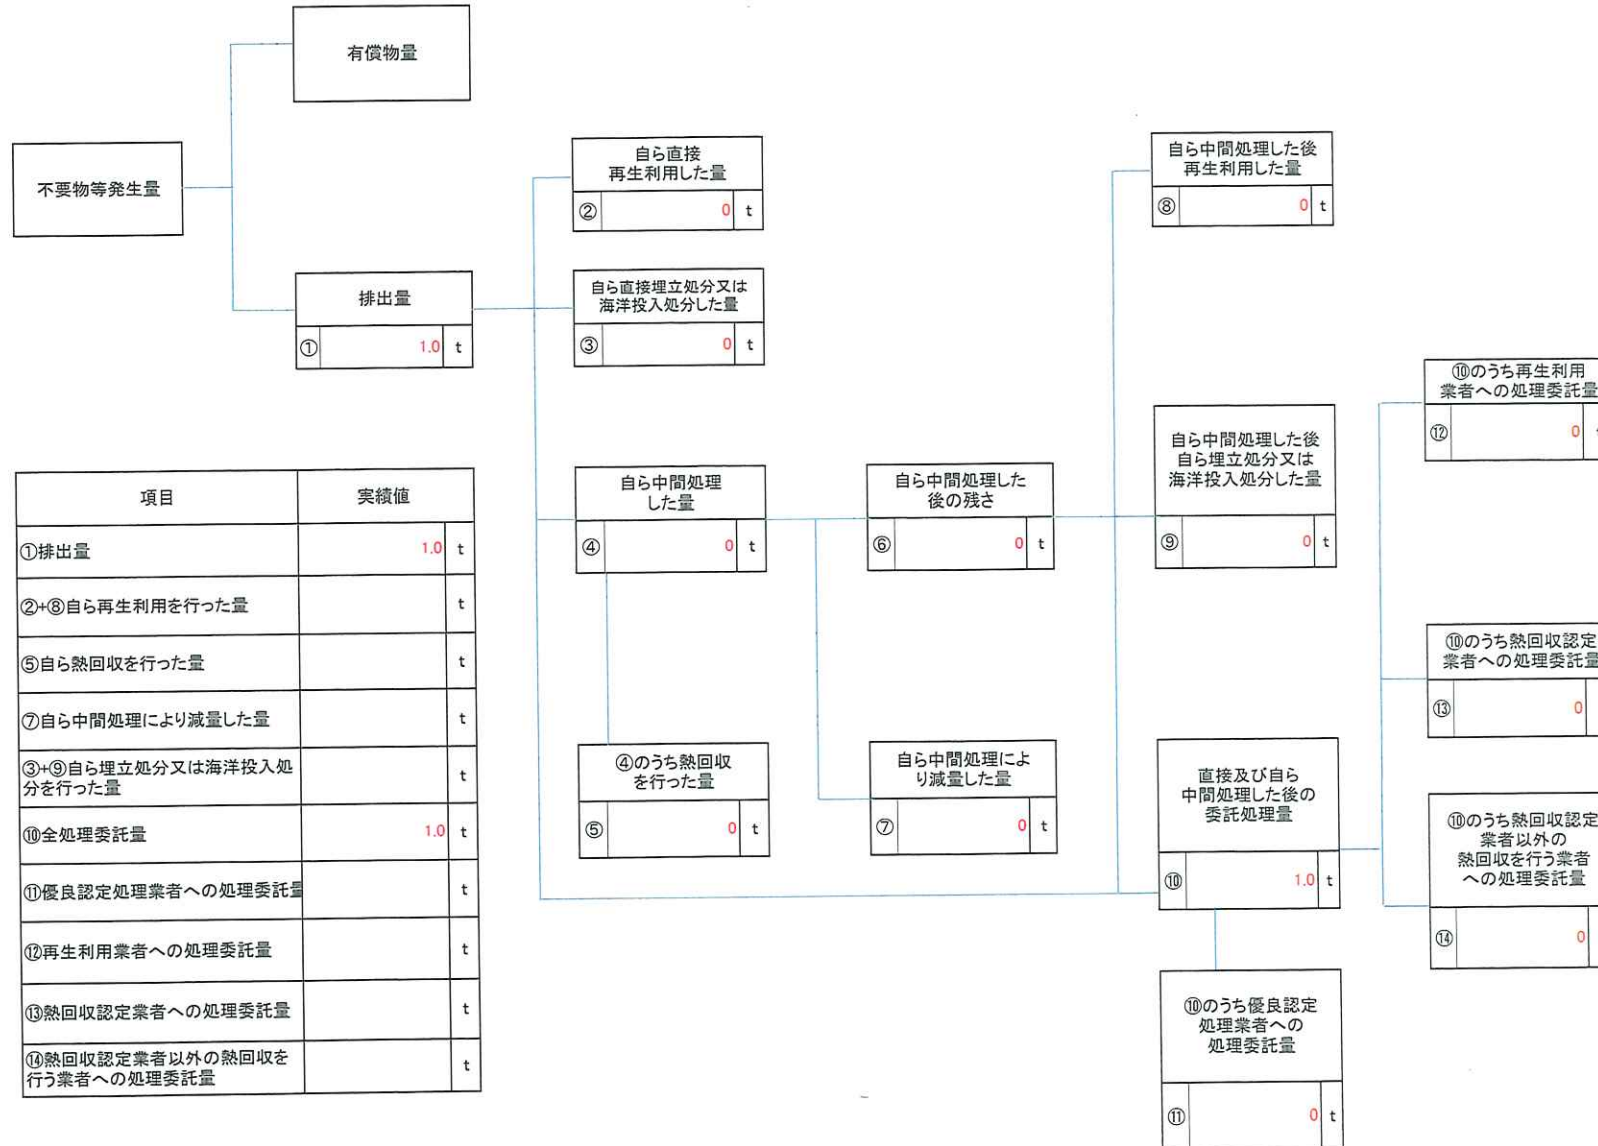 有償物量
不要物等発生量
排出量
① 1.0 t
自ら直接
再生利用した量
② 0 t
自ら直接埋立処分又は
海洋投入処分した量
③ 0 t
自ら中間処理した後
再生利用した量
⑧ 0 t
自ら中間処理
した量
④ 0 t
自ら中間処理した
後の残さ
⑥ 0 t
自ら中間処理した後
自ら埋立処分又は
海洋投入処分した量
⑨ 0 t
⑩のうち再生利用
業者への処理委託量
⑫ 0
⑩のうち熱回収認定
業者への処理委託量
⑬ 0
④のうち熱回収
を行った量
⑤ 0 t
自ら中間処理によ
り減量した量
⑦ 0 t
直接及び自ら
中間処理した後の
委託処理量
⑩ 1.0 t
⑩のうち熱回収認定
業者以外の
熱回収を行う業者
への処理委託量
⑭ 0
⑩のうち優良認定
処理業者への
処理委託量
⑪ 0 t
項目 実績値
①排出量 1.0 t
②+⑧自ら再生利用を行った量 t
⑤自ら熱回収を行った量 t
⑦自ら中間処理により減量した量 t
③+⑨自ら埋立処分又は海洋投入処
分を行った量 t
⑩全処理委託量 1.0 t
⑪優良認定処理業者への処理委託量 t
⑫再生利用業者への処理委託量 t
⑬熱回収認定業者への処理委託量 t
⑭熱回収認定業者以外の熱回収を
行う業者への処理委託量 t